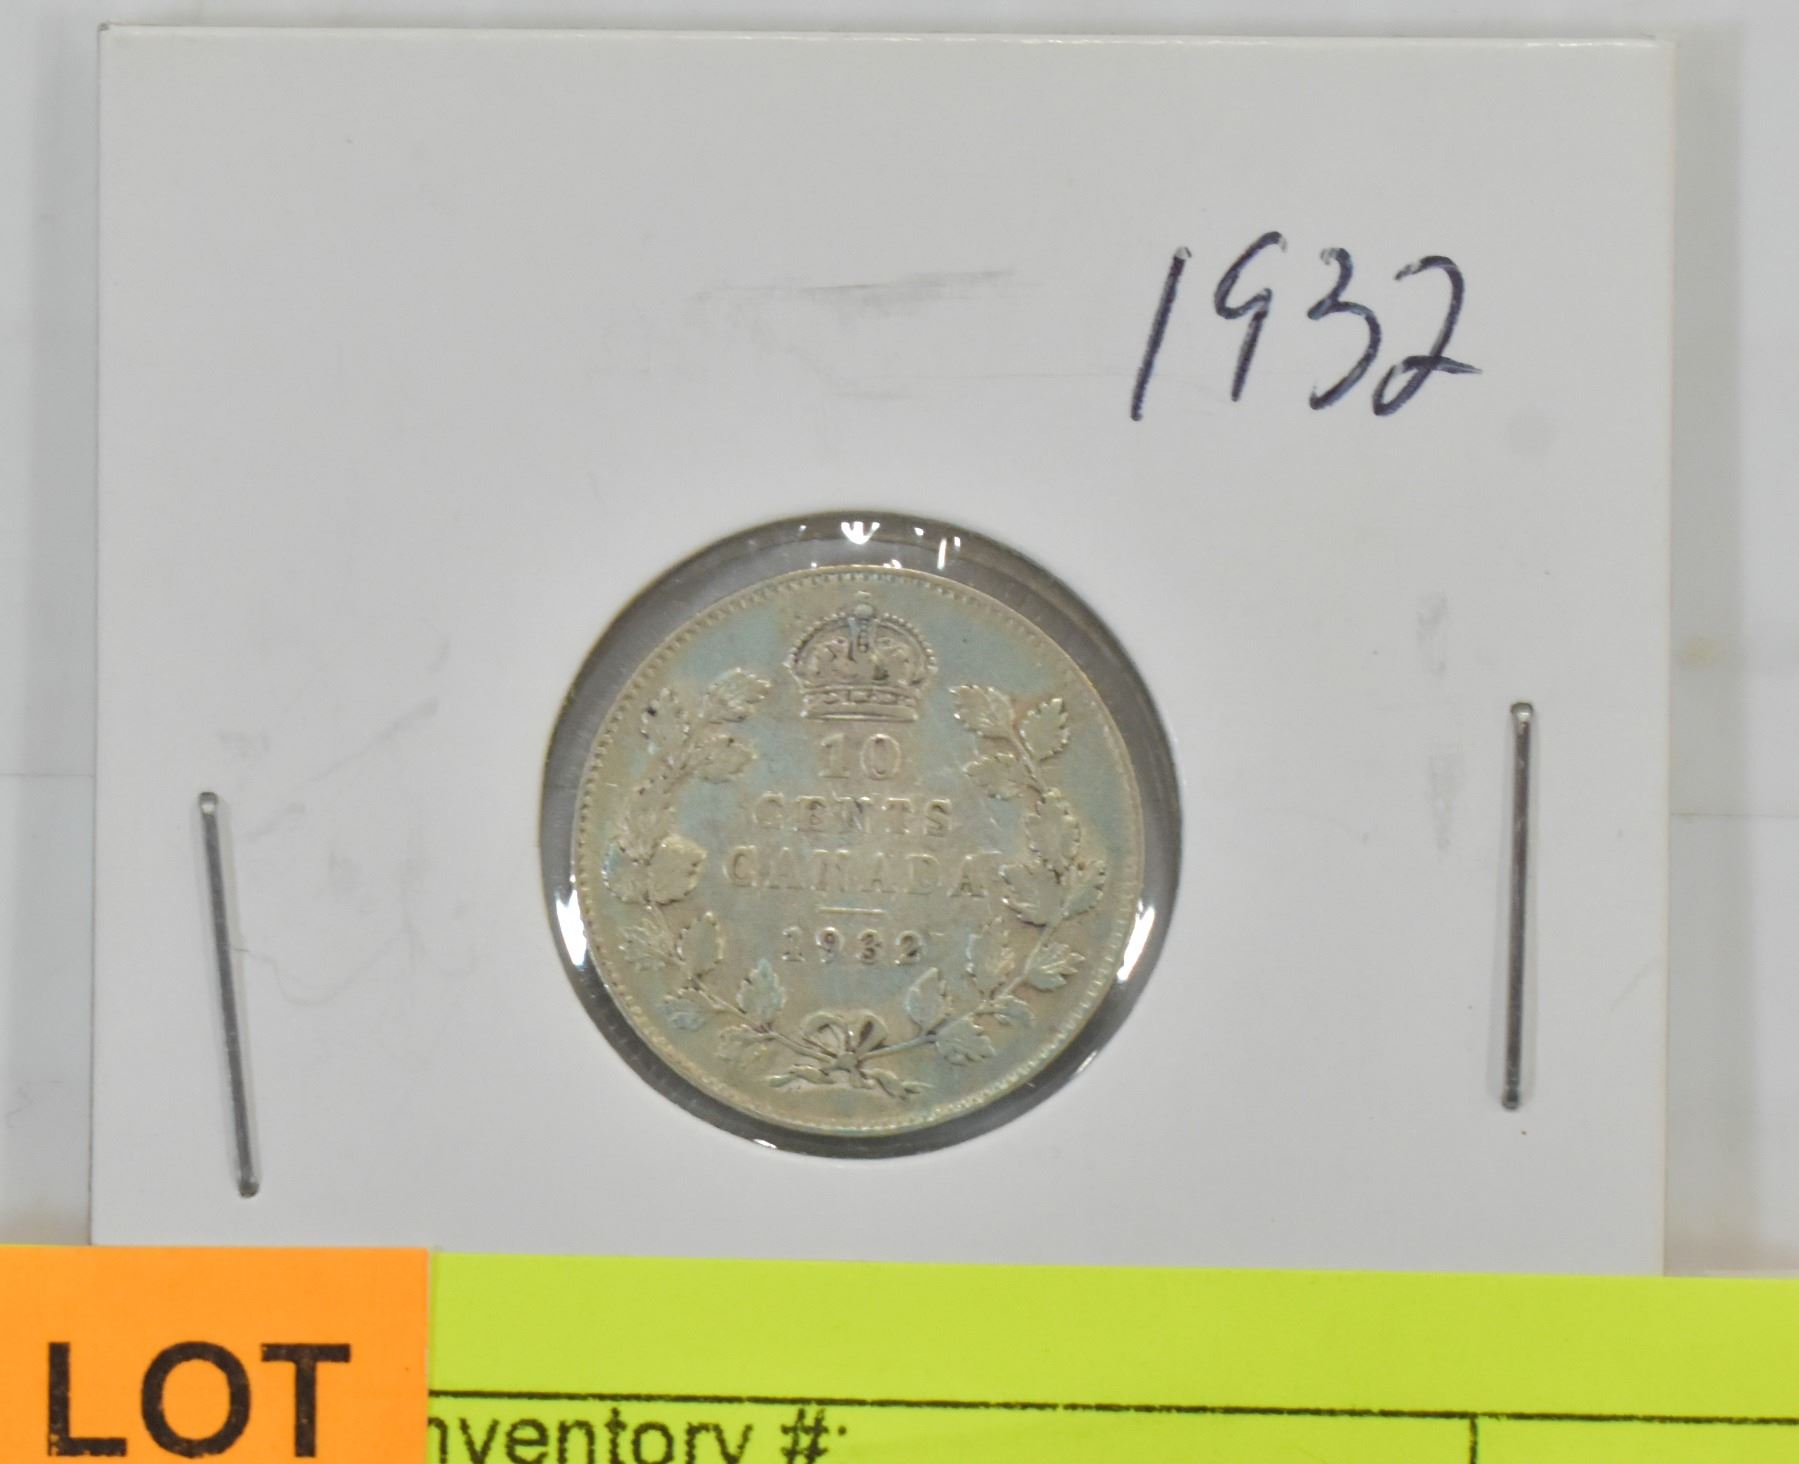 1932
10
CENTS
CANADA
1932
LOT
nventory #: